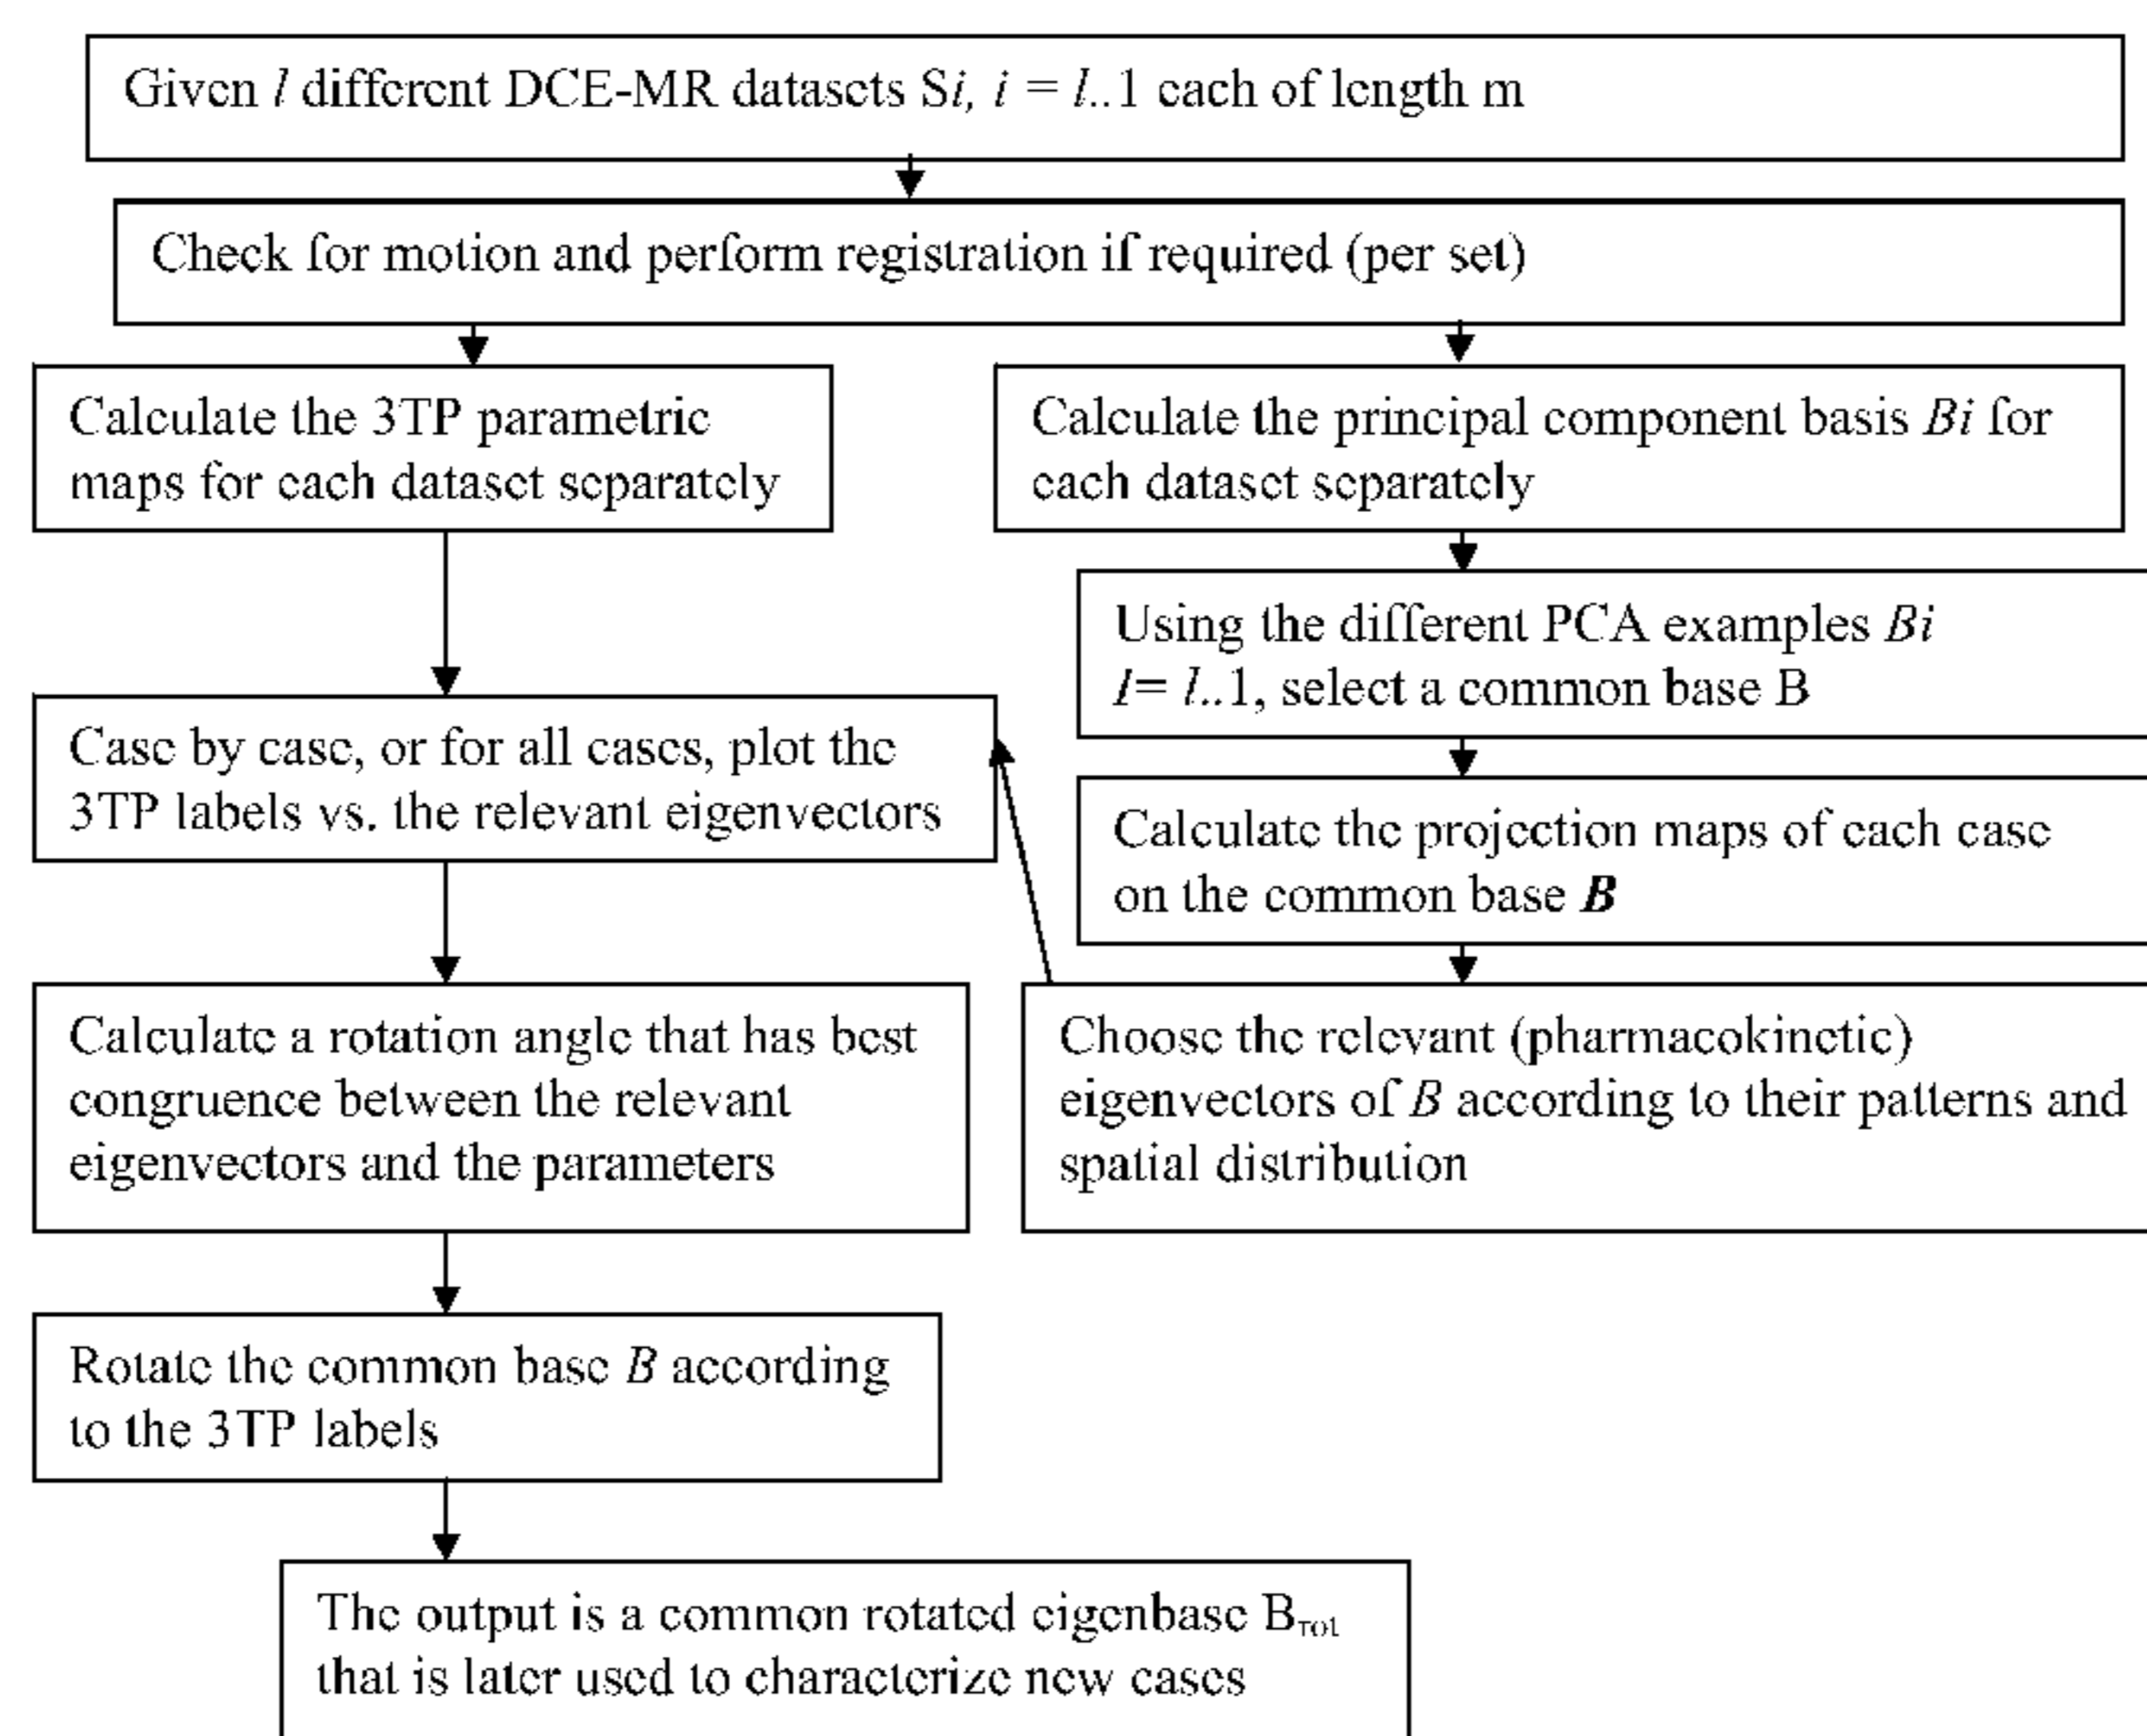 Given l different DCE-MR datasets Si, i = l..1 each of length m
Check for motion and perform registration if required (per set)
Calculate the 3TP parametric
maps for each dataset separately
Calculate the principal component basis Bi for
each dataset separately
Using the different PCA examples Bi
I= l..1, select a common base B
Case by case, or for all cases, plot the
3TP labels vs. the relevant eigenvectors
Calculate the projection maps of each case
on the common base B
Calculate a rotation angle that has best
congruence between the relevant
eigenvectors and the parameters
Choose the relevant (pharmacokinetic)
eigenvectors of B according to their patterns and
spatial distribution
Rotate the common base B according
to the 3TP labels
The output is a common rotated eigenbase Brot
that is later used to characterize new cases